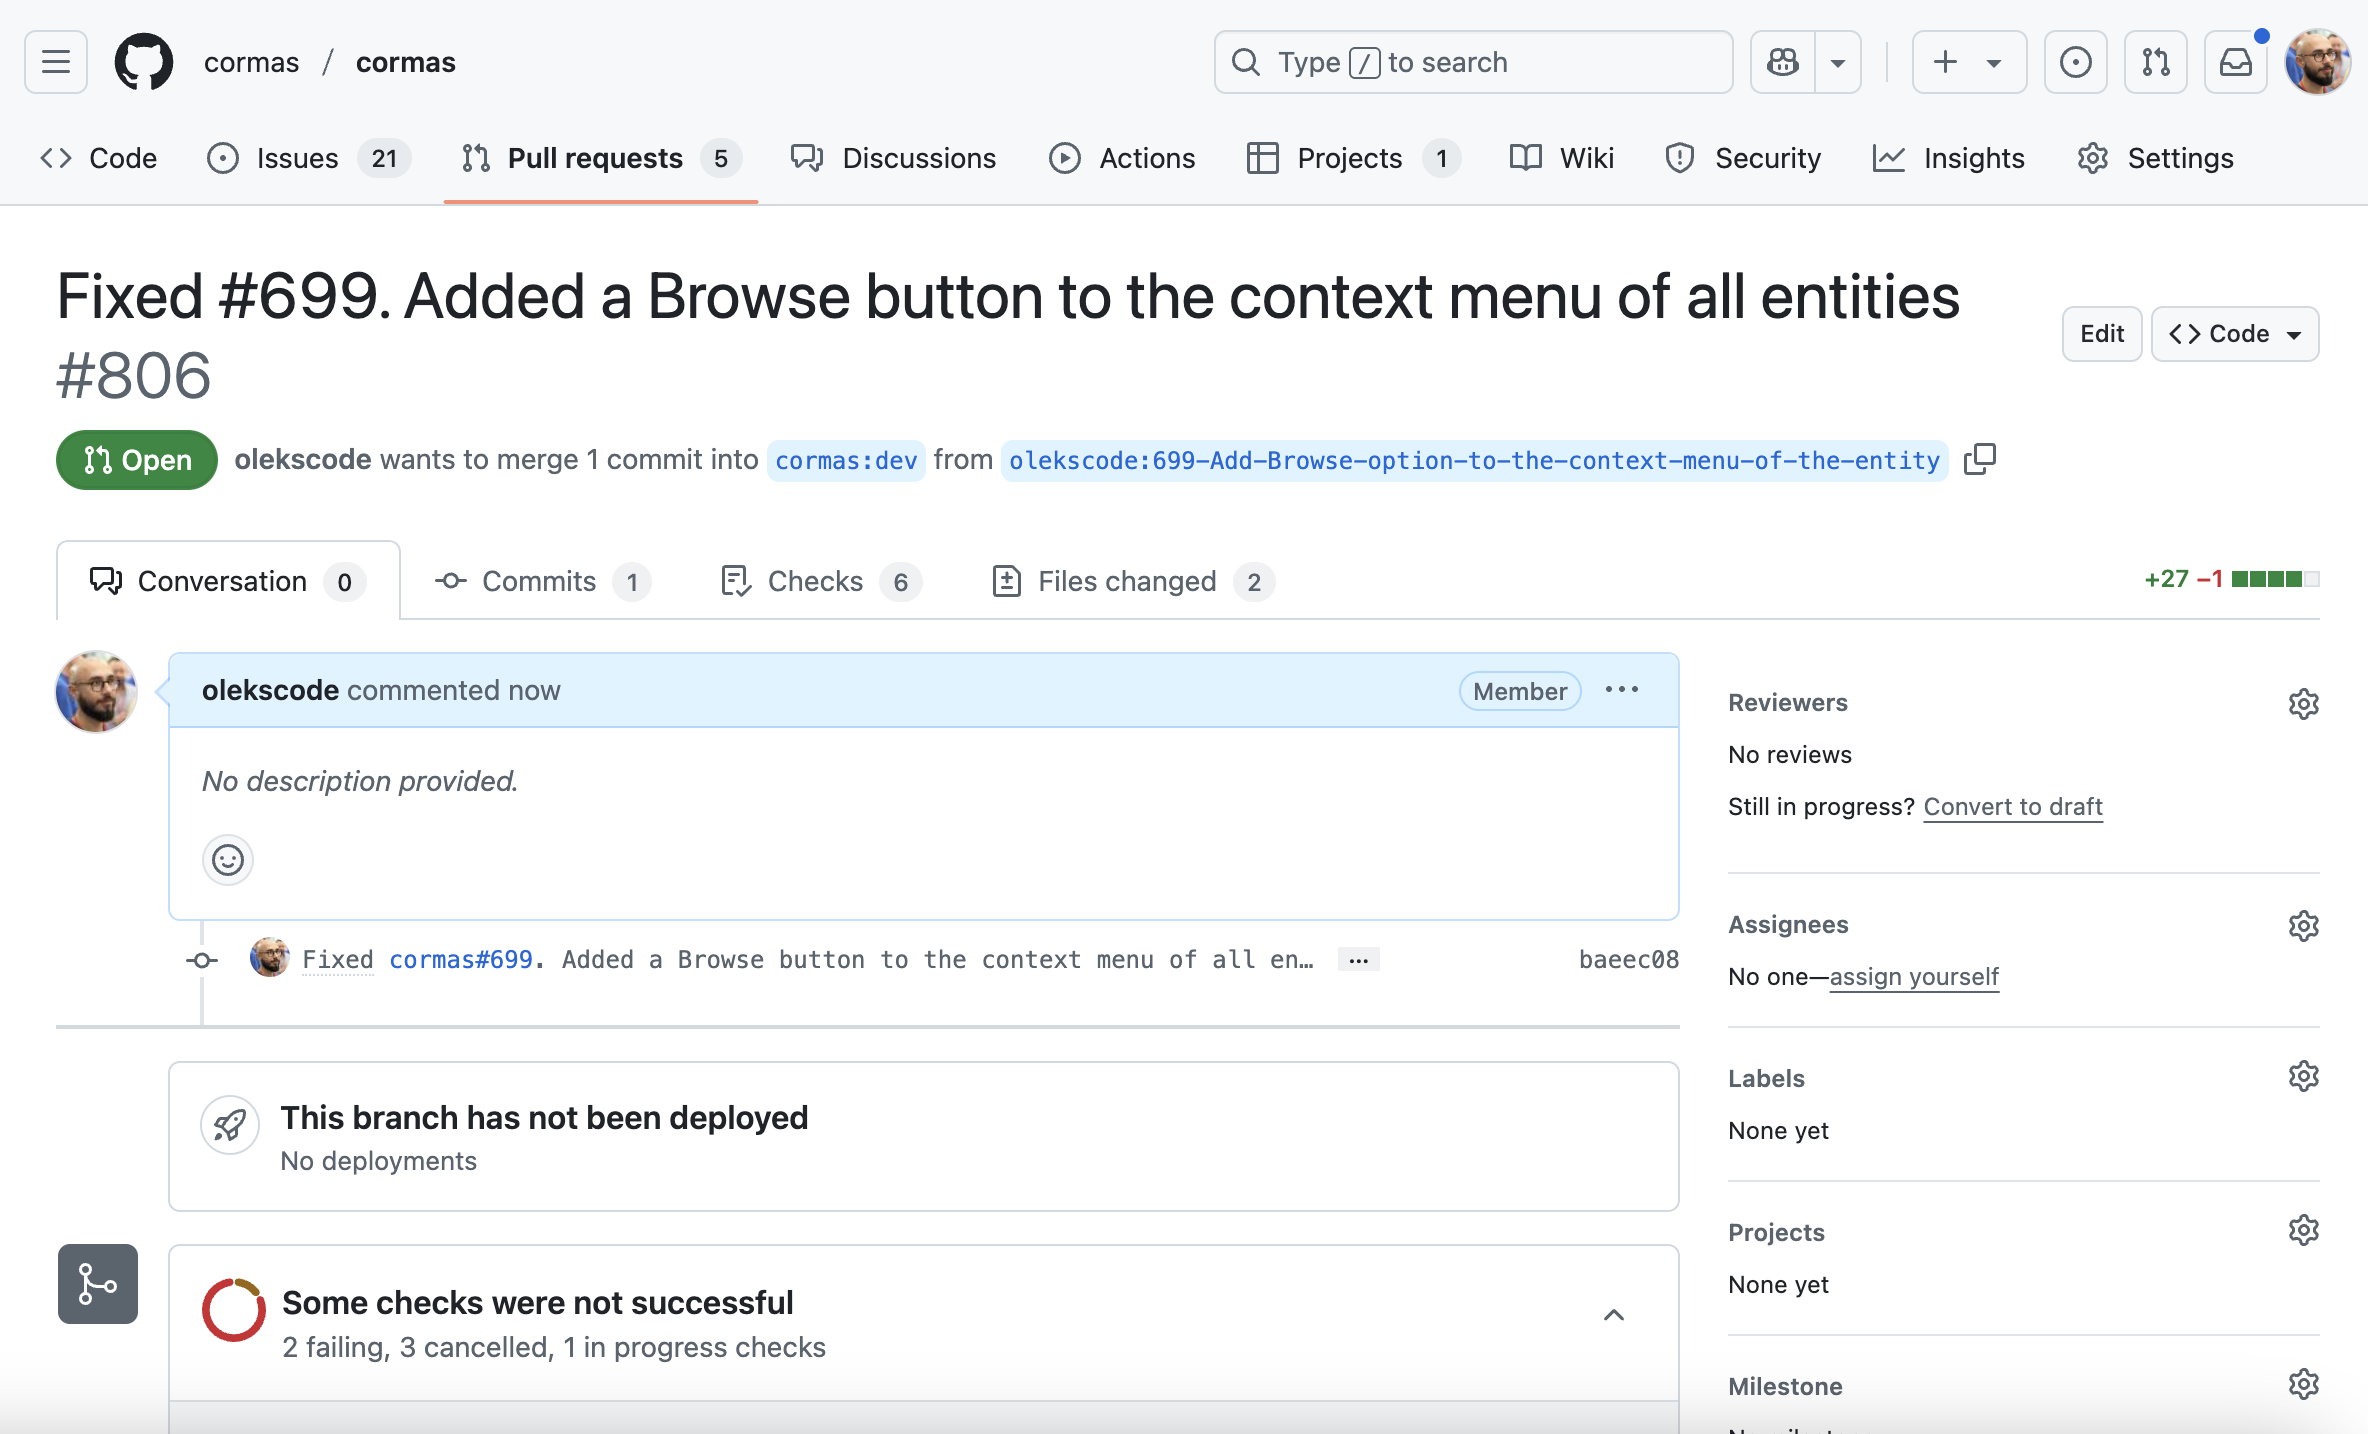 cormas / cormas
Type / to search
Code
Issues 21
Pull requests 5
Discussions
Actions
Projects 1
Wiki
Security
Insights
Settings
Fixed #699. Added a Browse button to the context menu of all entities
#806
Edit
Code
Open
olekscode wants to merge 1 commit into cormas:dev from olekscode:699-Add-Browse-option-to-the-context-menu-of-the-entity
Conversation 0
Commits 1
Checks 6
Files changed 2
+27 −1
olekscode commented now
Member
No description provided.
Fixed cormas#699. Added a Browse button to the context menu of all en…
baeec08
This branch has not been deployed
No deployments
Some checks were not successful
2 failing, 3 cancelled, 1 in progress checks
Reviewers
No reviews
Still in progress? Convert to draft
Assignees
No one—assign yourself
Labels
None yet
Projects
None yet
Milestone